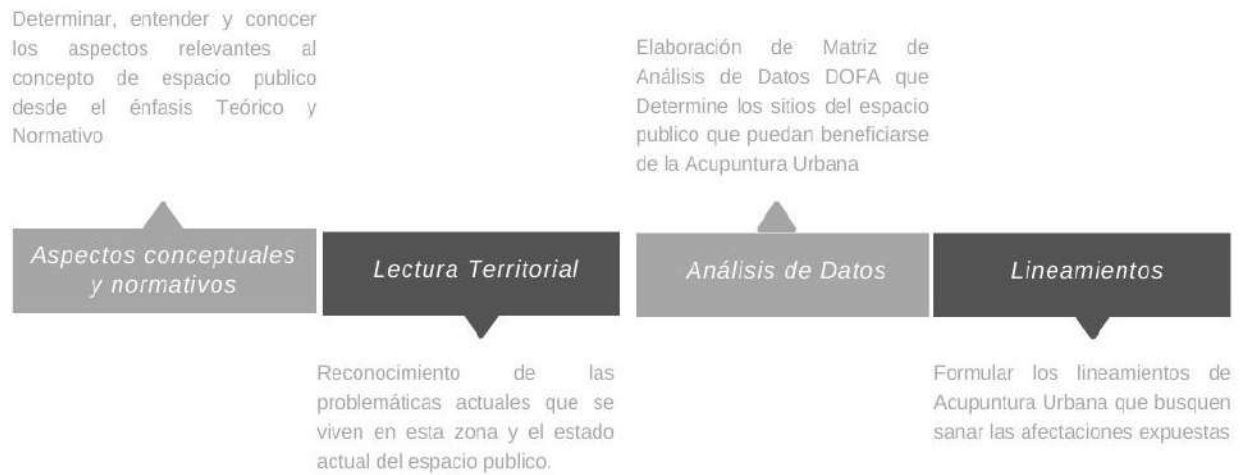 Determinar, entender y conocer
los aspectos relevantes al
concepto de espacio publico
desde el énfasis Teórico y
Normativo
Aspectos conceptuales
y normativos
Lectura Territorial
Reconocimiento de las
problemáticas actuales que se
viven en esta zona y el estado
actual del espacio publico.
Elaboración de Matriz de
Análisis de Datos DOFA que
Determine los sitios del espacio
publico que puedan beneficiarse
de la Acupuntura Urbana
Análisis de Datos
Lineamientos
Formular los lineamientos de
Acupuntura Urbana que busquen
sanar las afectaciones expuestas